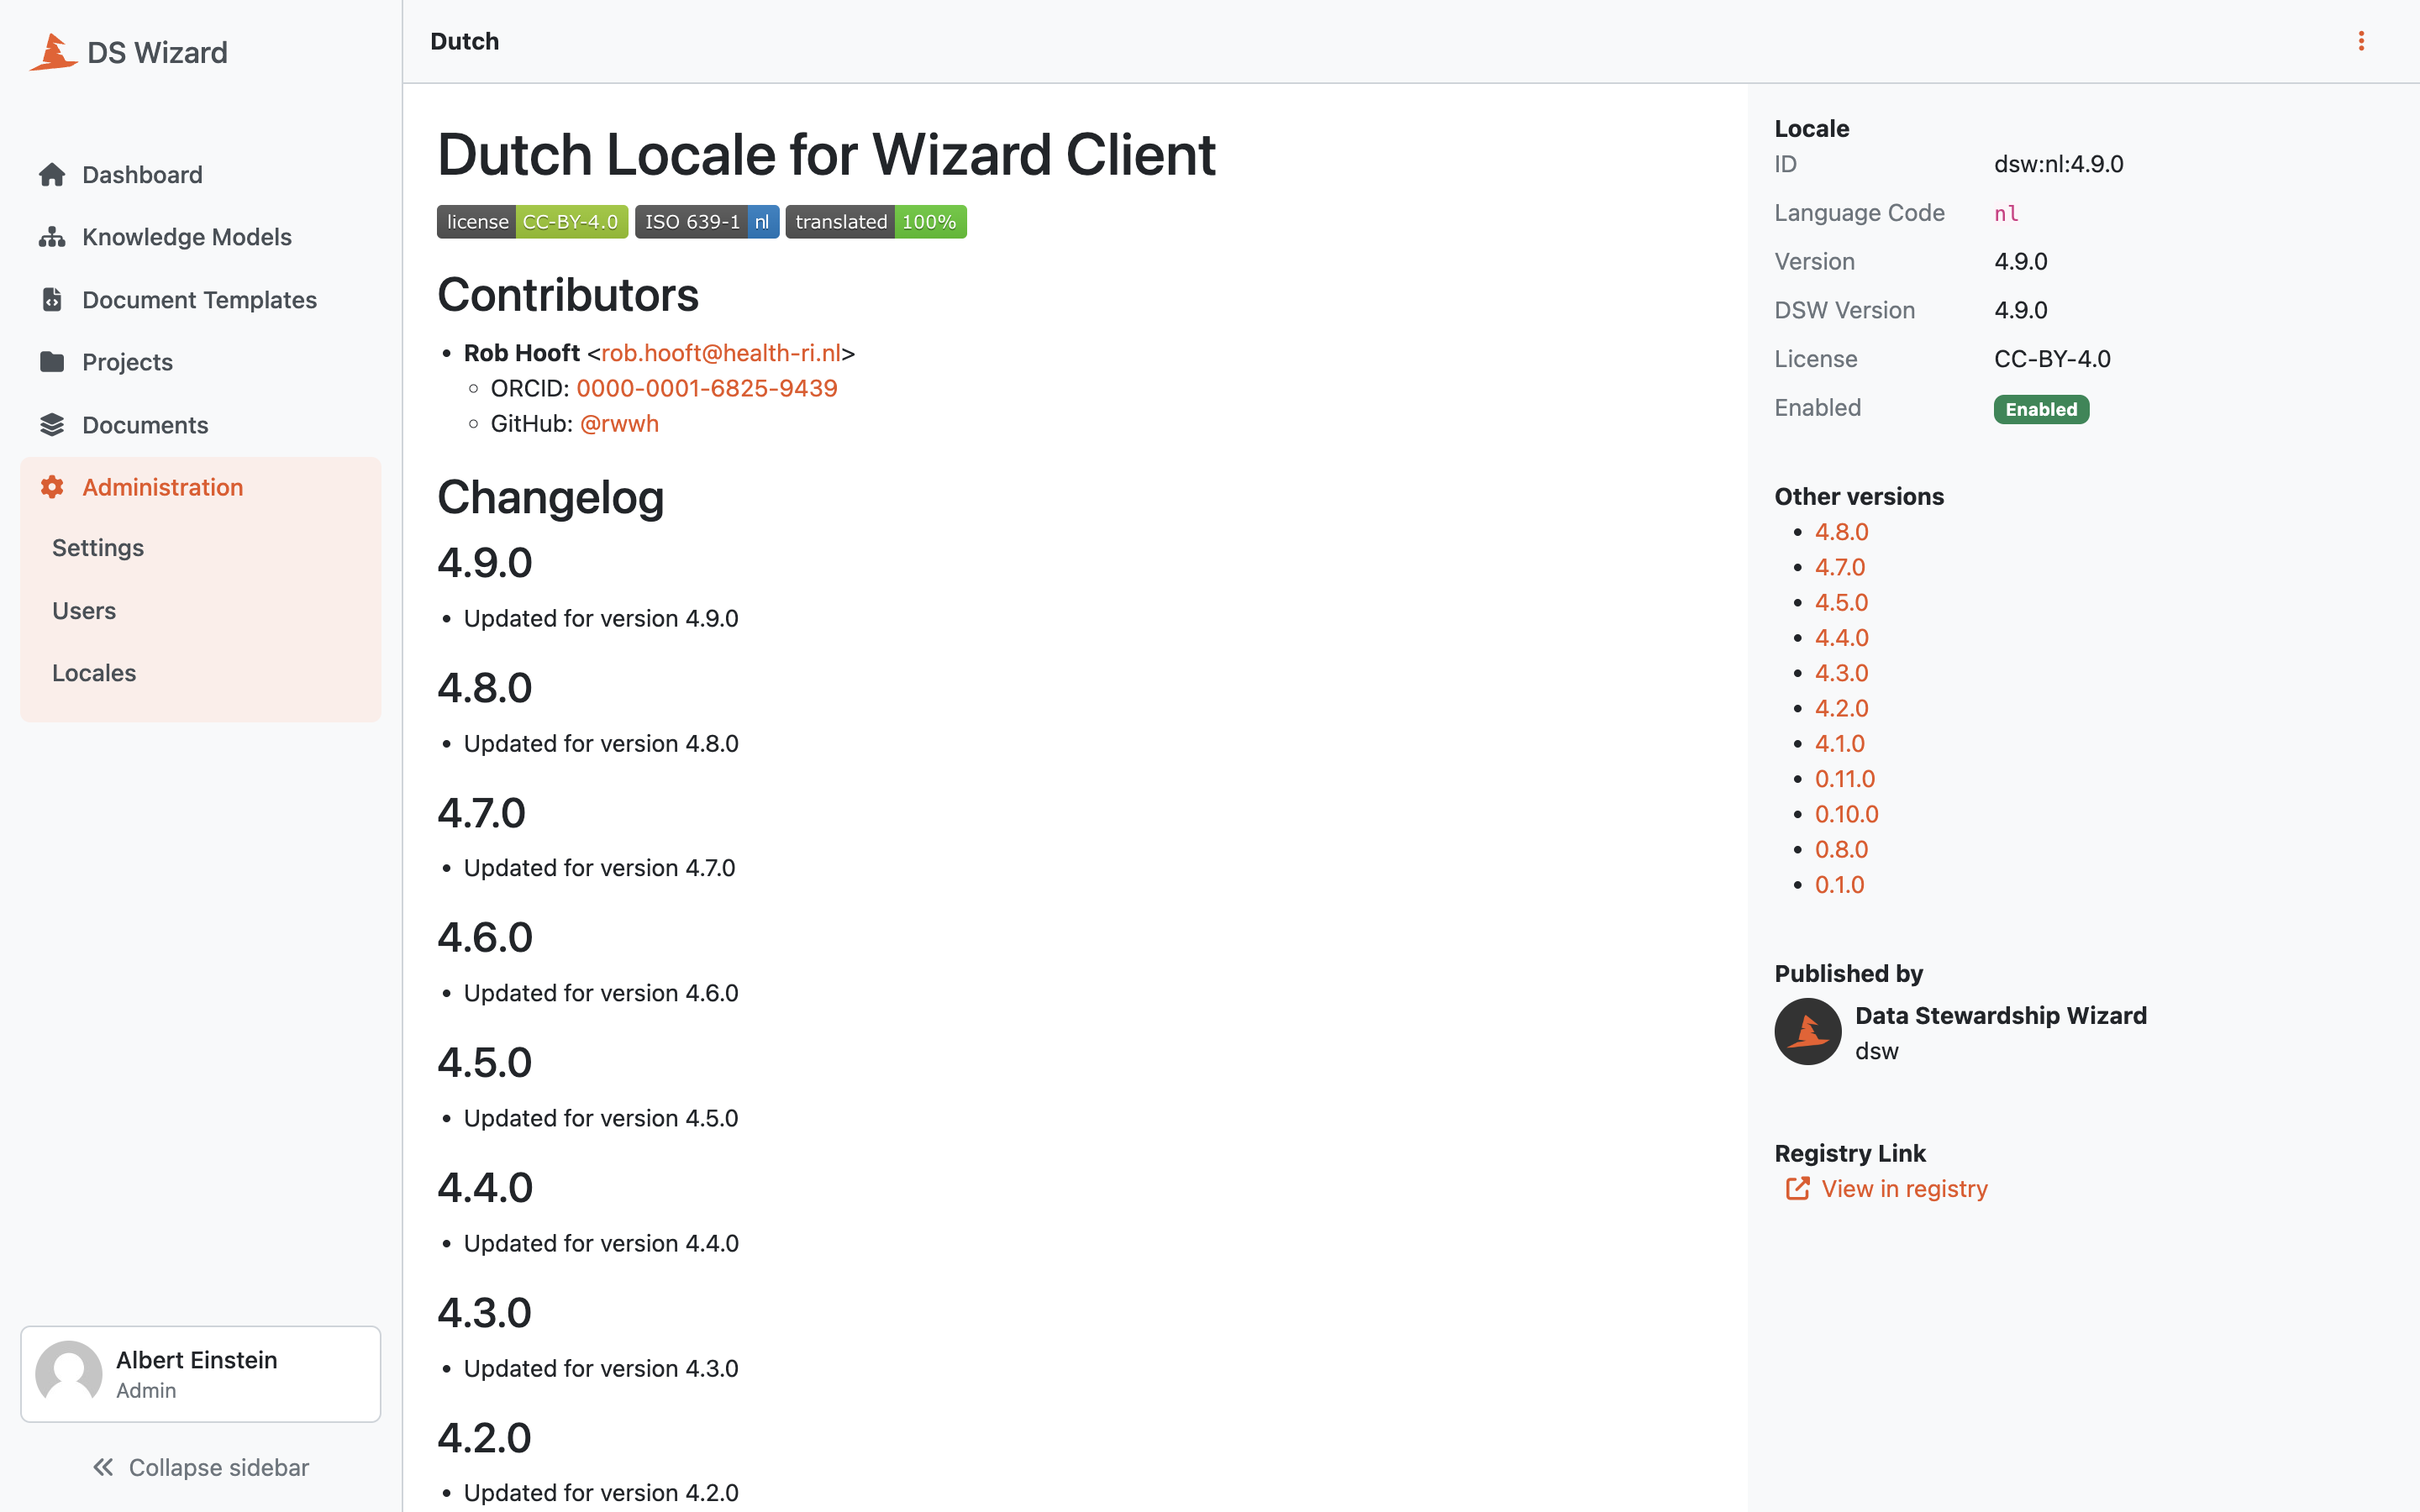 DS Wizard
Dashboard
Knowledge Models
Document Templates
Projects
Documents
Administration
Settings
Users
Locales
Albert Einstein
Admin
Collapse sidebar
Dutch
Dutch Locale for Wizard Client
license CC-BY-4.0 ISO 639-1 nl translated 100%
Contributors
Rob Hooft <rob.hooft@health-ri.nl>
ORCID: 0000-0001-6825-9439
GitHub: @rwwh
Changelog
4.9.0
Updated for version 4.9.0
4.8.0
Updated for version 4.8.0
4.7.0
Updated for version 4.7.0
4.6.0
Updated for version 4.6.0
4.5.0
Updated for version 4.5.0
4.4.0
Updated for version 4.4.0
4.3.0
Updated for version 4.3.0
4.2.0
Updated for version 4.2.0
Locale
ID dsw:nl:4.9.0
Language Code nl
Version 4.9.0
DSW Version 4.9.0
License CC-BY-4.0
Enabled Enabled
Other versions
4.8.0
4.7.0
4.5.0
4.4.0
4.3.0
4.2.0
4.1.0
0.11.0
0.10.0
0.8.0
0.1.0
Published by
Data Stewardship Wizard
dsw
Registry Link
View in registry